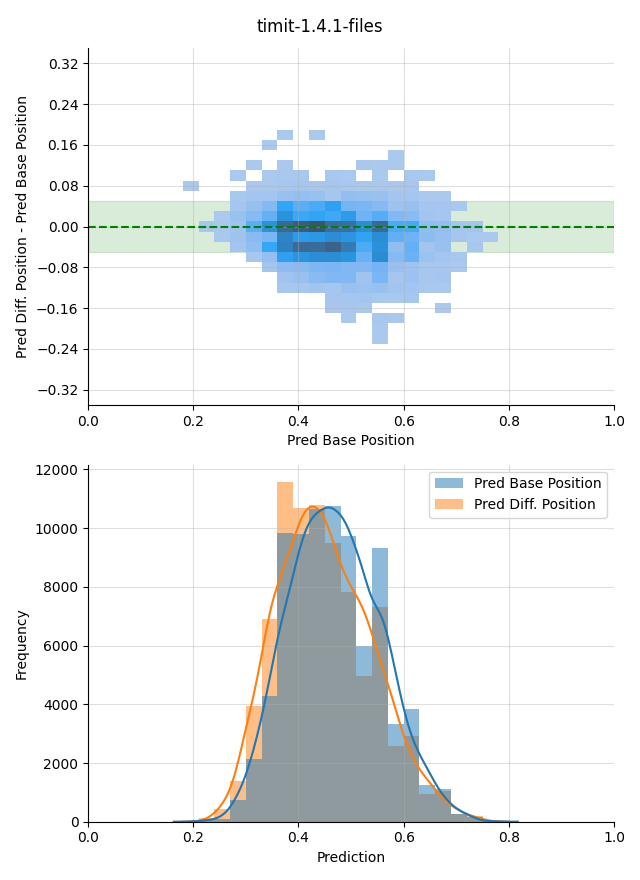 timit-1.4.1-files
Pred Diff. Position - Pred Base Position
0.32
0.24
0.16
0.08
0.00
−0.08
−0.16
−0.24
−0.32
0.0 0.2 0.4 0.6 0.8 1.0
Pred Base Position
Frequency
12000
10000
8000
6000
4000
2000
0
Pred Base Position
Pred Diff. Position
0.0 0.2 0.4 0.6 0.8 1.0
Prediction